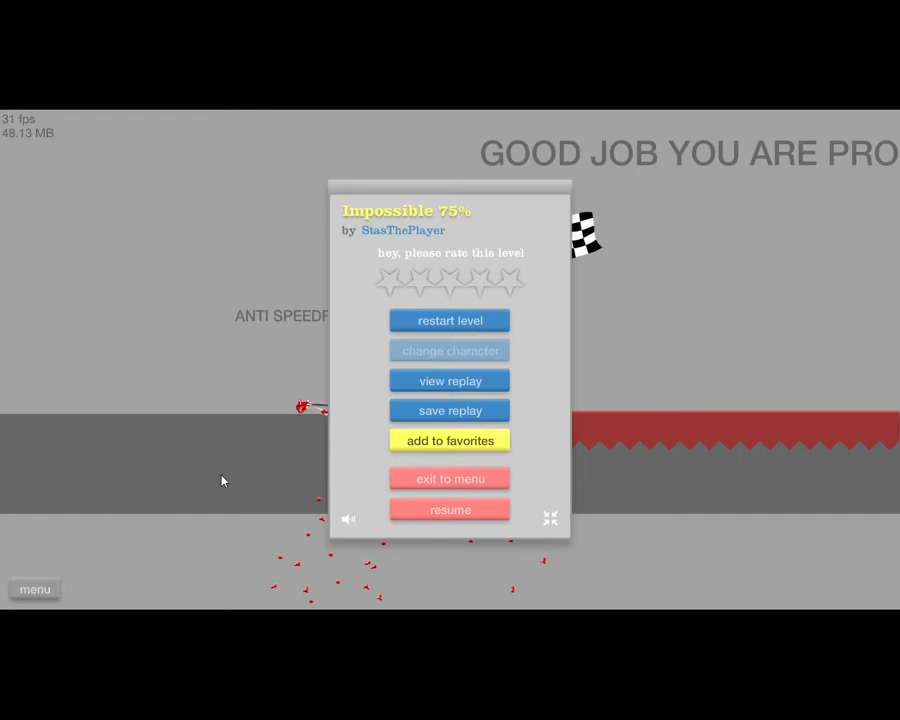 31 fps
48.13 MB
GOOD JOB YOU ARE PRO
Impossible 75%
by StasThePlayer
hey, please rate this level
ANTI SPEED
restart level
change character
view replay
save replay
add to favorites
exit to menu
resume
menu